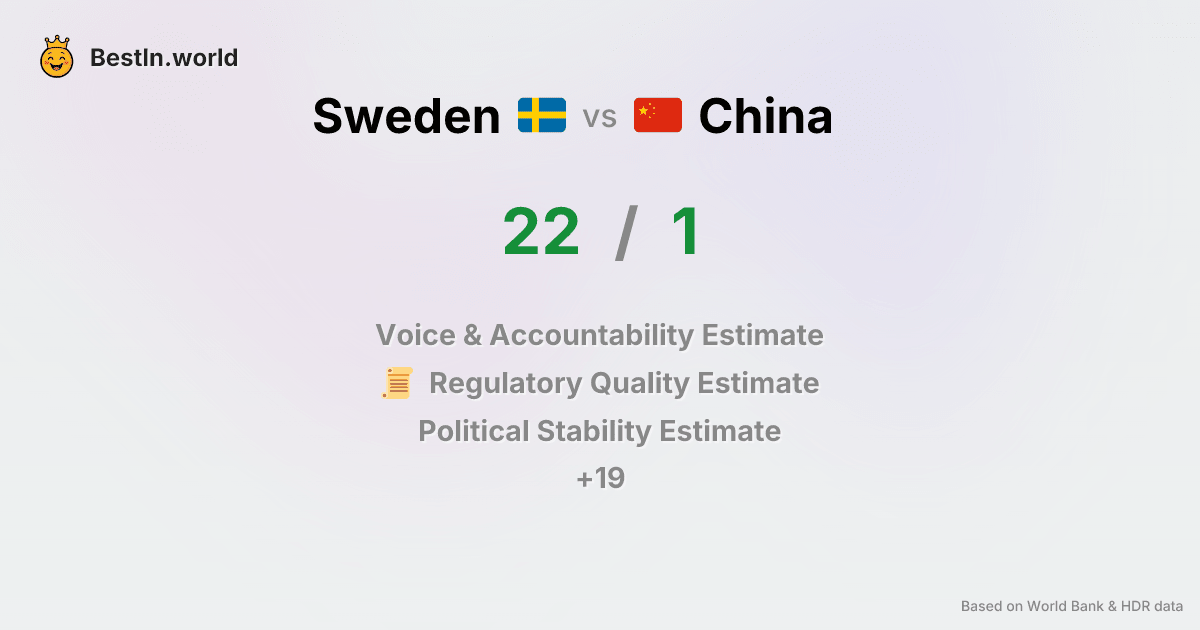 BestIn.world
Sweden vs China
22 / 1
Voice & Accountability Estimate
Regulatory Quality Estimate
Political Stability Estimate
+19
Based on World Bank & HDR data